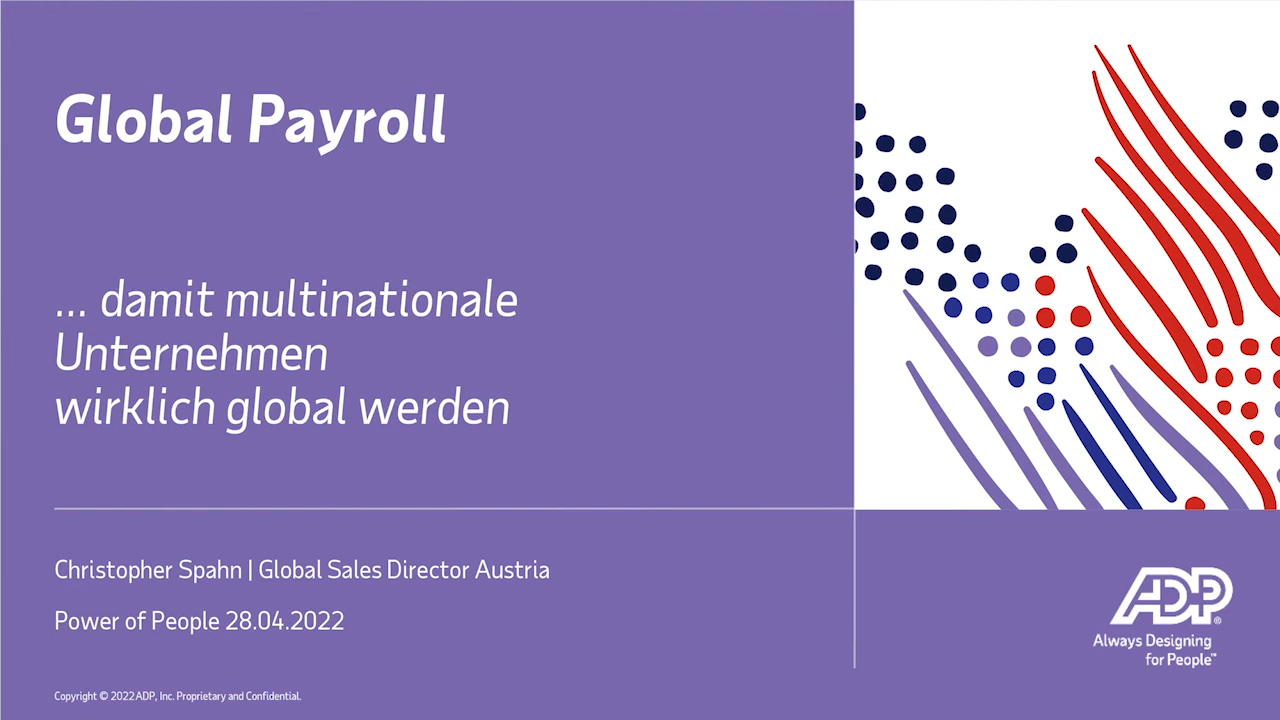 Global Payroll
... damit multinationale
Unternehmen
wirklich global werden
Christopher Spahn | Global Sales Director Austria
Power of People 28.04.2022
ADP®
Always Designing
for People™
Copyright © 2022 ADP, Inc. Proprietary and Confidential.